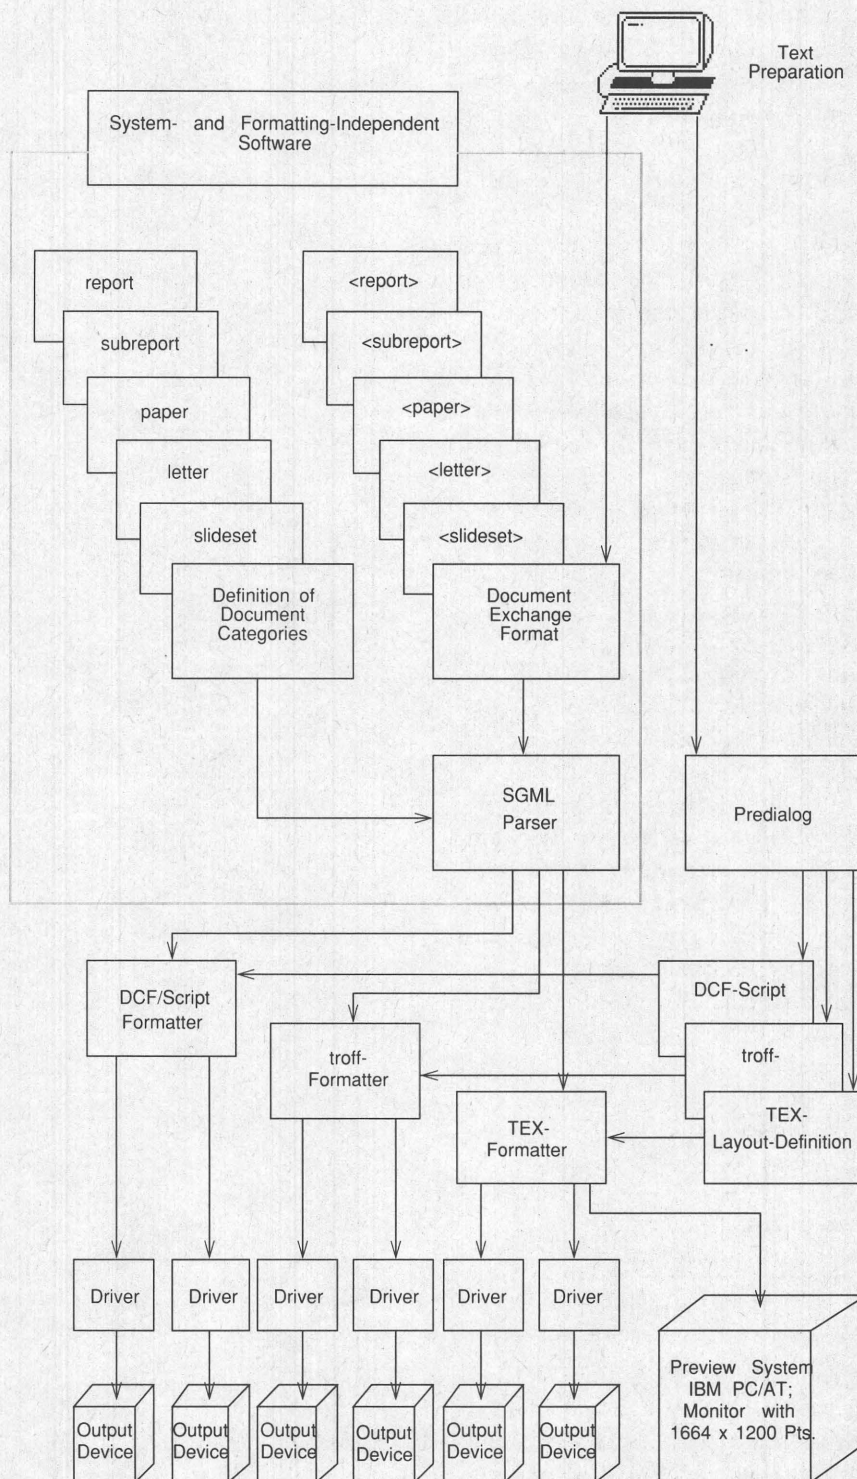 Text
Preparation
System- and Formatting-Independent
Software
report
subreport
paper
letter
slideset
Definition of
Document
Categories
<report>
<subreport>
<paper>
<letter>
<slideset>
Document
Exchange
Format
SGML
Parser
Predialog
DCF/Script
Formatter
troff-
Formatter
TEX-
Formatter
DCF-Script
troff-
TEX-
Layout-Definition
Driver
Driver
Driver
Driver
Driver
Driver
Output
Device
Output
Device
Output
Device
Output
Device
Output
Device
Output
Device
Preview System
IBM PC/AT;
Monitor with
1664 x 1200 Pts.